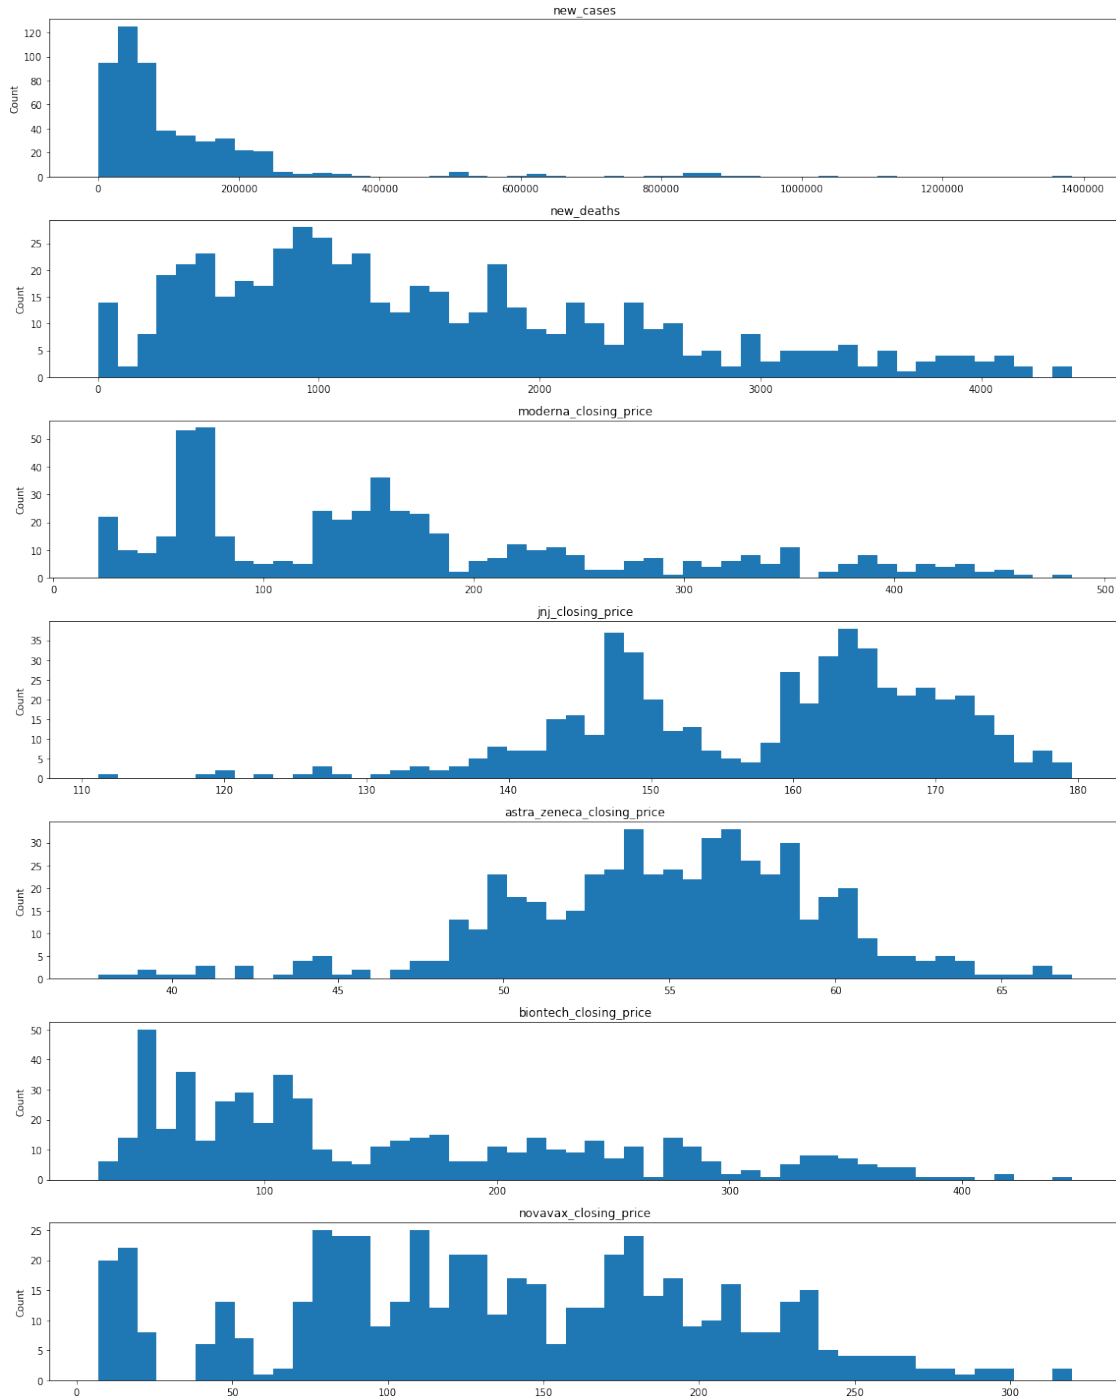 new_cases
120
100
80
60
40
20
0
Count
0 200000 400000 600000 800000 1000000 1200000 1400000
new_deaths
25
20
15
10
5
0
Count
0 1000 2000 3000 4000
moderna_closing_price
50
40
30
20
10
0
Count
0 100 200 300 400 500
jnj_closing_price
35
30
25
20
15
10
5
0
Count
110 120 130 140 150 160 170 180
astra_zeneca_closing_price
30
25
20
15
10
5
0
Count
40 45 50 55 60 65
biontech_closing_price
50
40
30
20
10
0
Count
100 200 300 400
novavax_closing_price
25
20
15
10
5
0
Count
0 50 100 150 200 250 300